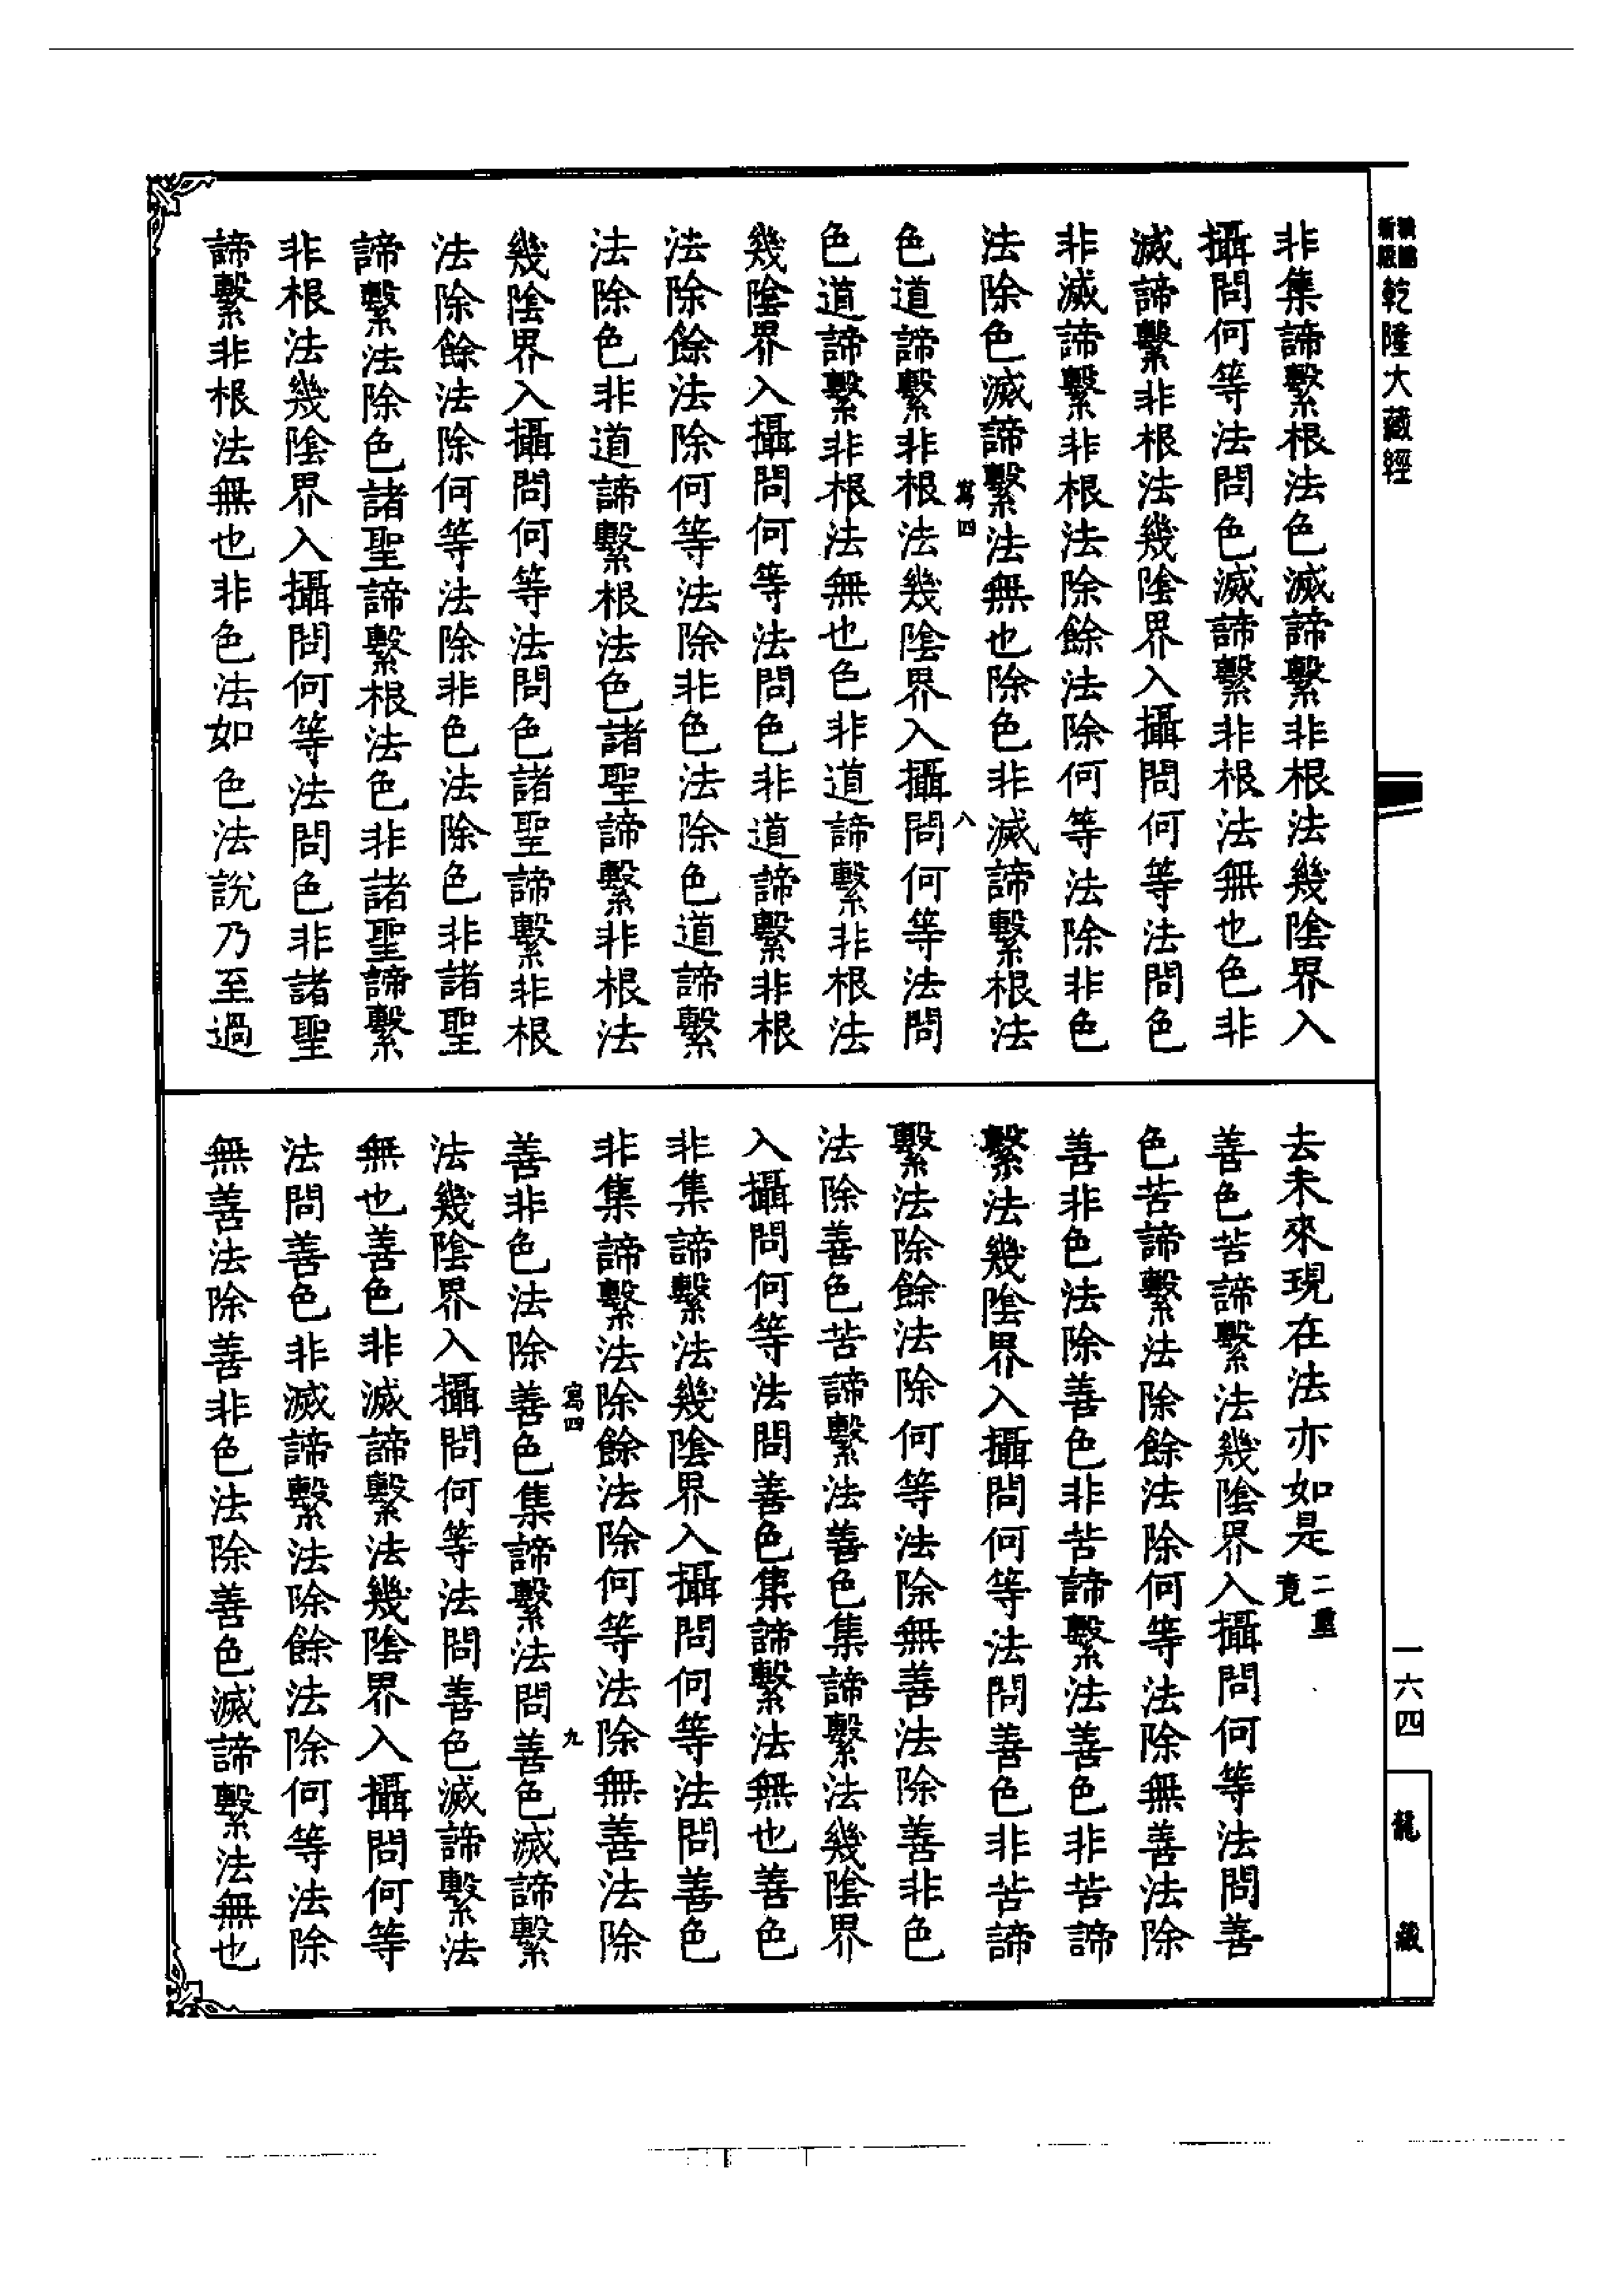 乾隆大藏經
非集諦繫根法色滅諦繫非根法幾陰界入
攝問何等法問色滅諦繫非根法無也色非
滅諦繫非根法幾陰界入攝問何等法問色
非滅諦繫非根法除餘法除何等法除非色
法除色滅諦繫法無也除色非滅諦繫根法
寫四 八
色道諦繫非根法幾陰界入攝問何等法問
色道諦繫非根法無也色非道諦繫非根法
幾陰界入攝問何等法問色非道諦繫非根
法除餘法除何等法除非色法除色道諦繫
法除色非道諦繫根法色諸聖諦繫非根法
幾陰界入攝問何等法問色諸聖諦繫非根
法除餘法除何等法除非色法除色非諸聖
諦繫法除色諸聖諦繫根法色非諸聖諦繫
非根法幾陰界入攝問何等法問色非諸聖
諦繫非根法無也非色法如色法說乃至過
去未來現在法亦如是二重竟
善色苦諦繫法幾陰界入攝問何等法問善
色苦諦繫法除餘法除何等法除無善法除
善非色法除善色非苦諦繫法善色非苦諦
繫法幾陰界入攝問何等法問善色非苦諦
繫法除餘法除何等法除無善法除善非色
法除善色苦諦繫法善色集諦繫法幾陰界
入攝問何等法問善色集諦繫法無也善色
非集諦繫法幾陰界入攝問何等法問善色
非集諦繫法除餘法除何等法除無善法除
寫四 九
善非色法除善色集諦繫法問善色滅諦繫
法幾陰界入攝問何等法問善色滅諦繫法
無也善色非滅諦繫法幾陰界入攝問何等
法問善色非滅諦繫法除餘法除何等法除
無善法除善非色法除善色滅諦繫法無也
一六四
龍藏